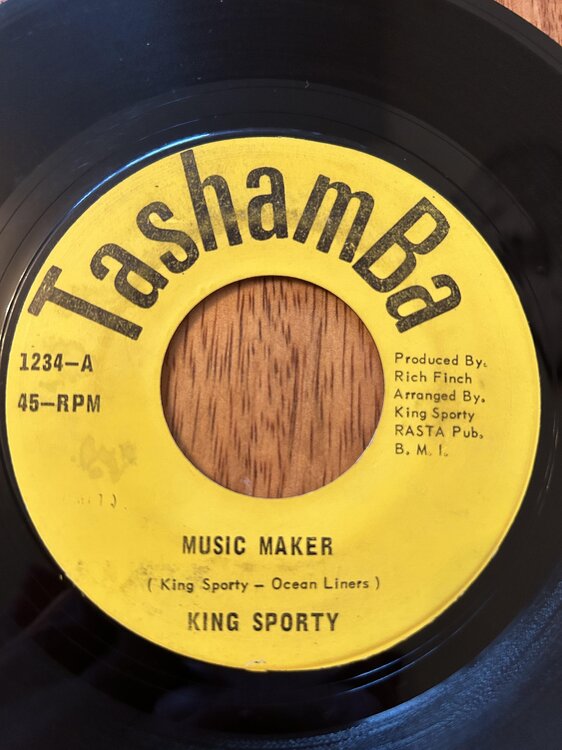 TashamBa
1234-A
45-RPM
Produced By.
Rich Finch
Arranged By.
King Sporty
RASTA Pub.
B. M. I.
MUSIC MAKER
( King Sporty - Ocean Liners )
KING SPORTY